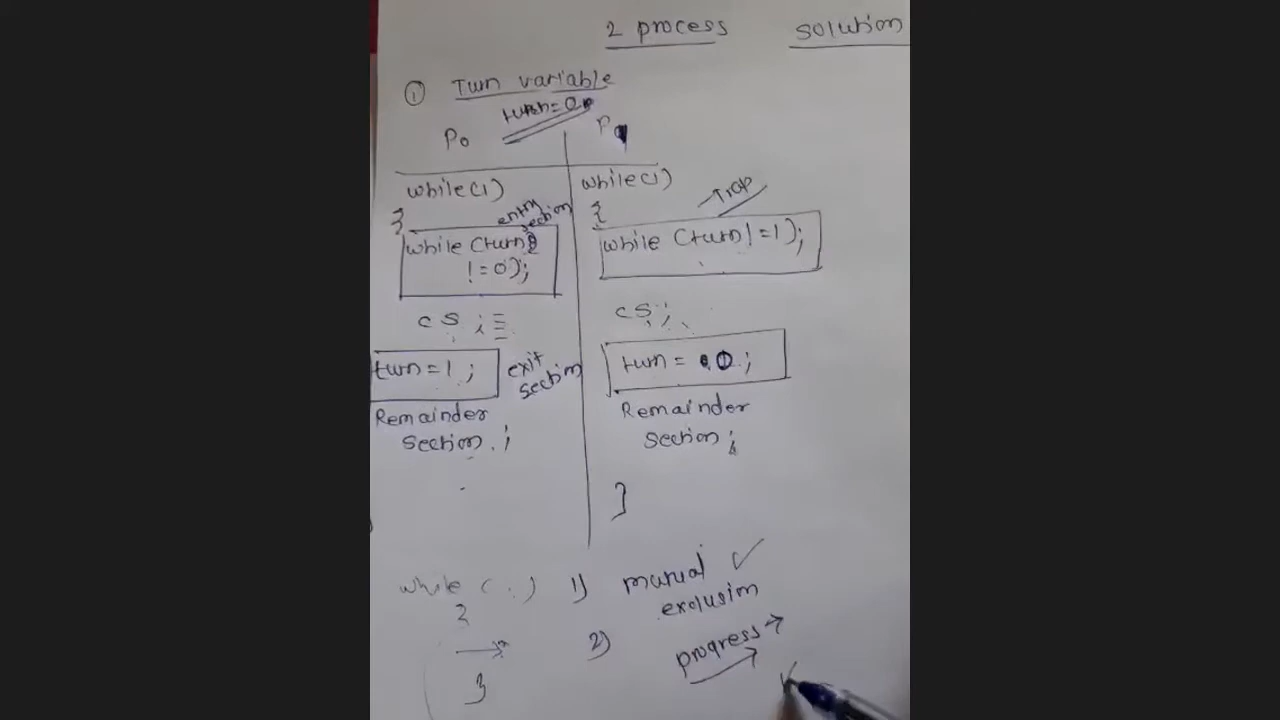 2 process solution
① Turn variable
turn=0
P0
while(1)
{
entry section
while (turn
!=0);
CS ;
turn=1 ;
exit section
Remainder
section . ;
while(1)
{
Trap
while (turn!=1);
CS ;
turn= 0 ;
Remainder
section ;
}
while ( . )
}
1) mutual ✓
exclusion
2) progress →